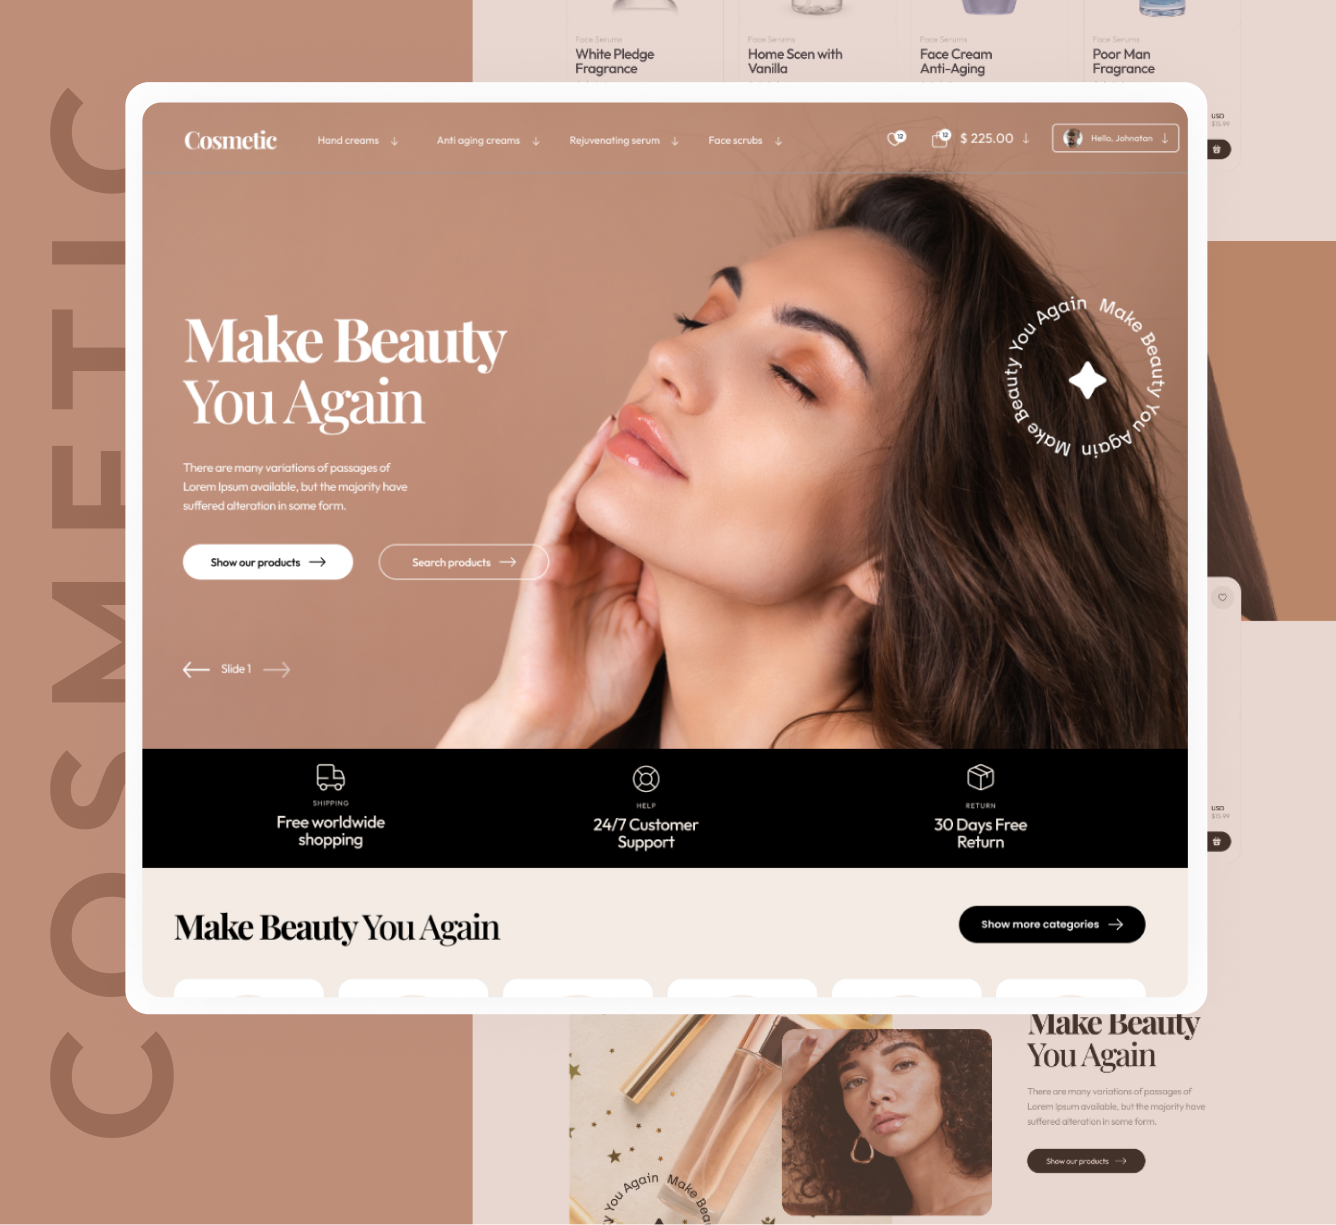 COSMETIC
Face Serums
White Pledge
Fragrance
Face Serums
Home Scen with
Vanilla
Face Serums
Face Cream
Anti-Aging
Face Serums
Poor Man
Fragrance
USD
$15.99
Cosmetic
Hand creams
Anti aging creams
Rejuvenating serum
Face scrubs
12
12
$ 225.00
Hello, Johnatan
Make Beauty
You Again
There are many variations of passages of
Lorem Ipsum available, but the majority have
suffered alteration in some form.
Show our products
Search products
Slide 1
Make Beauty You Again Make Beauty You Again
SHIPPING
Free worldwide
shopping
HELP
24/7 Customer
Support
RETURN
30 Days Free
Return
USD
$15.99
Make Beauty You Again
Show more categories
Make Beauty
You Again
There are many variations of passages of
Lorem Ipsum available, but the majority have
suffered alteration in some form.
Show our products
You Again Make Bea